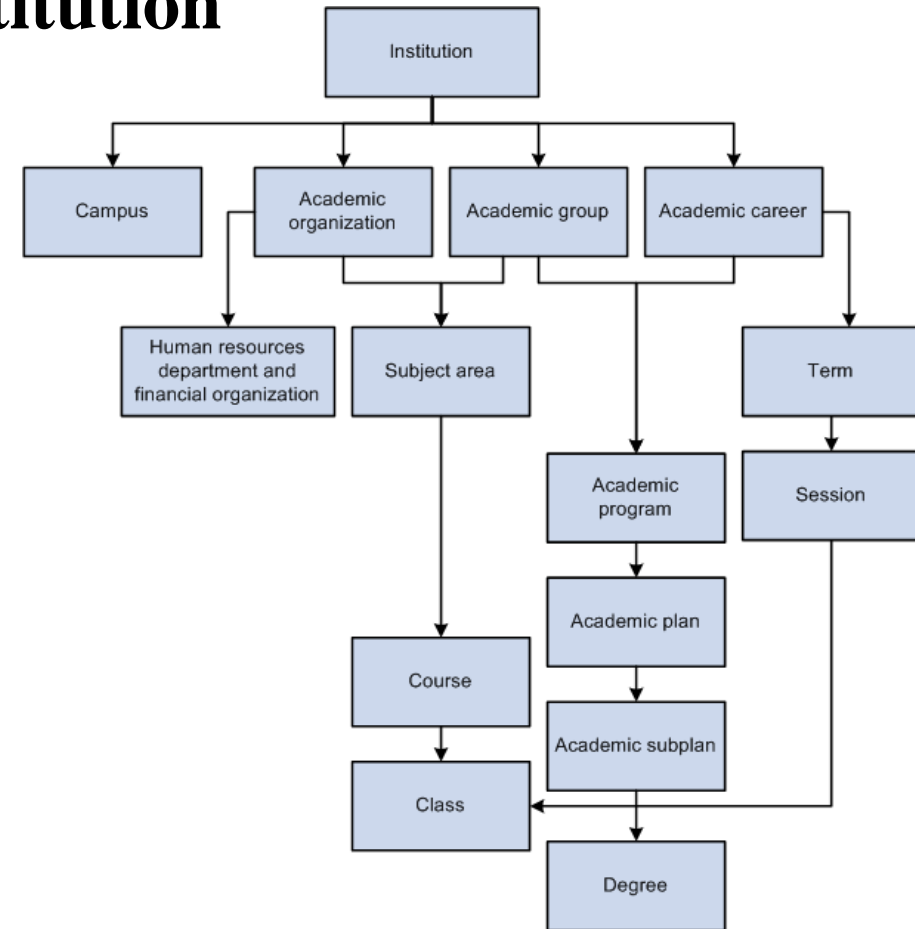 Institution
Campus
Academic
organization
Academic group
Academic career
Human resources
department and
financial organization
Subject area
Term
Academic
program
Session
Academic plan
Course
Academic subplan
Class
Degree